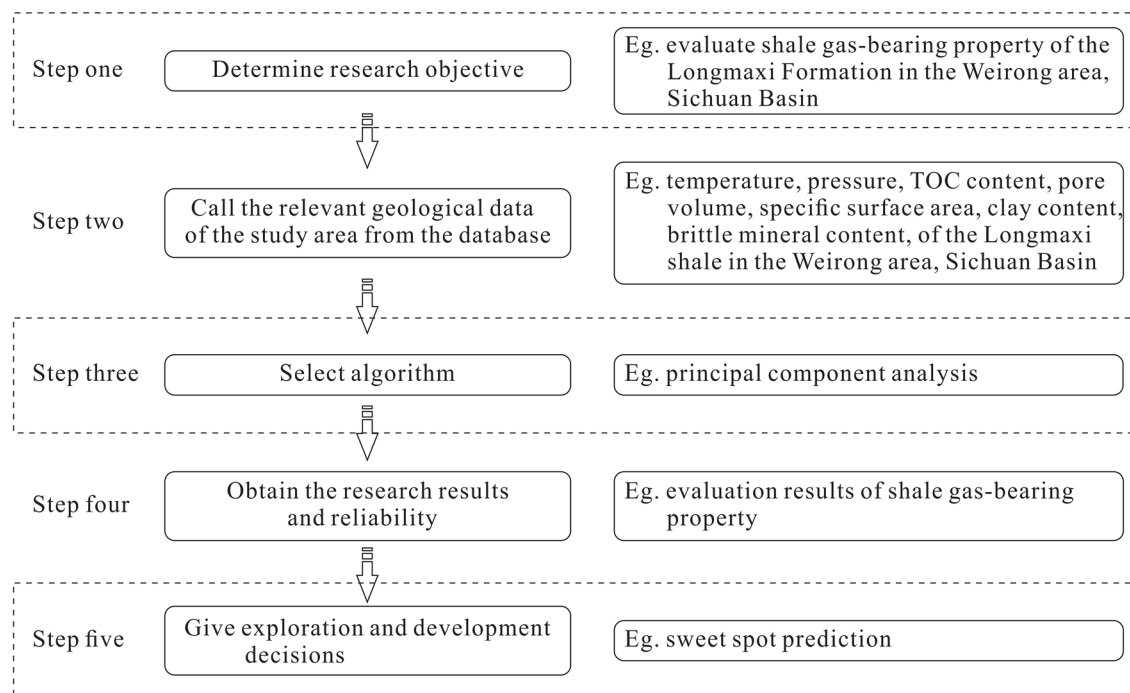 Step one
Determine research objective
Eg. evaluate shale gas-bearing property of the
Longmaxi Formation in the Weirong area,
Sichuan Basin
Step two
Call the relevant geological data
of the study area from the database
Eg. temperature, pressure, TOC content, pore
volume, specific surface area, clay content,
brittle mineral content, of the Longmaxi
shale in the Weirong area, Sichuan Basin
Step three
Select algorithm
Eg. principal component analysis
Step four
Obtain the research results
and reliability
Eg. evaluation results of shale gas-bearing
property
Step five
Give exploration and development
decisions
Eg. sweet spot prediction